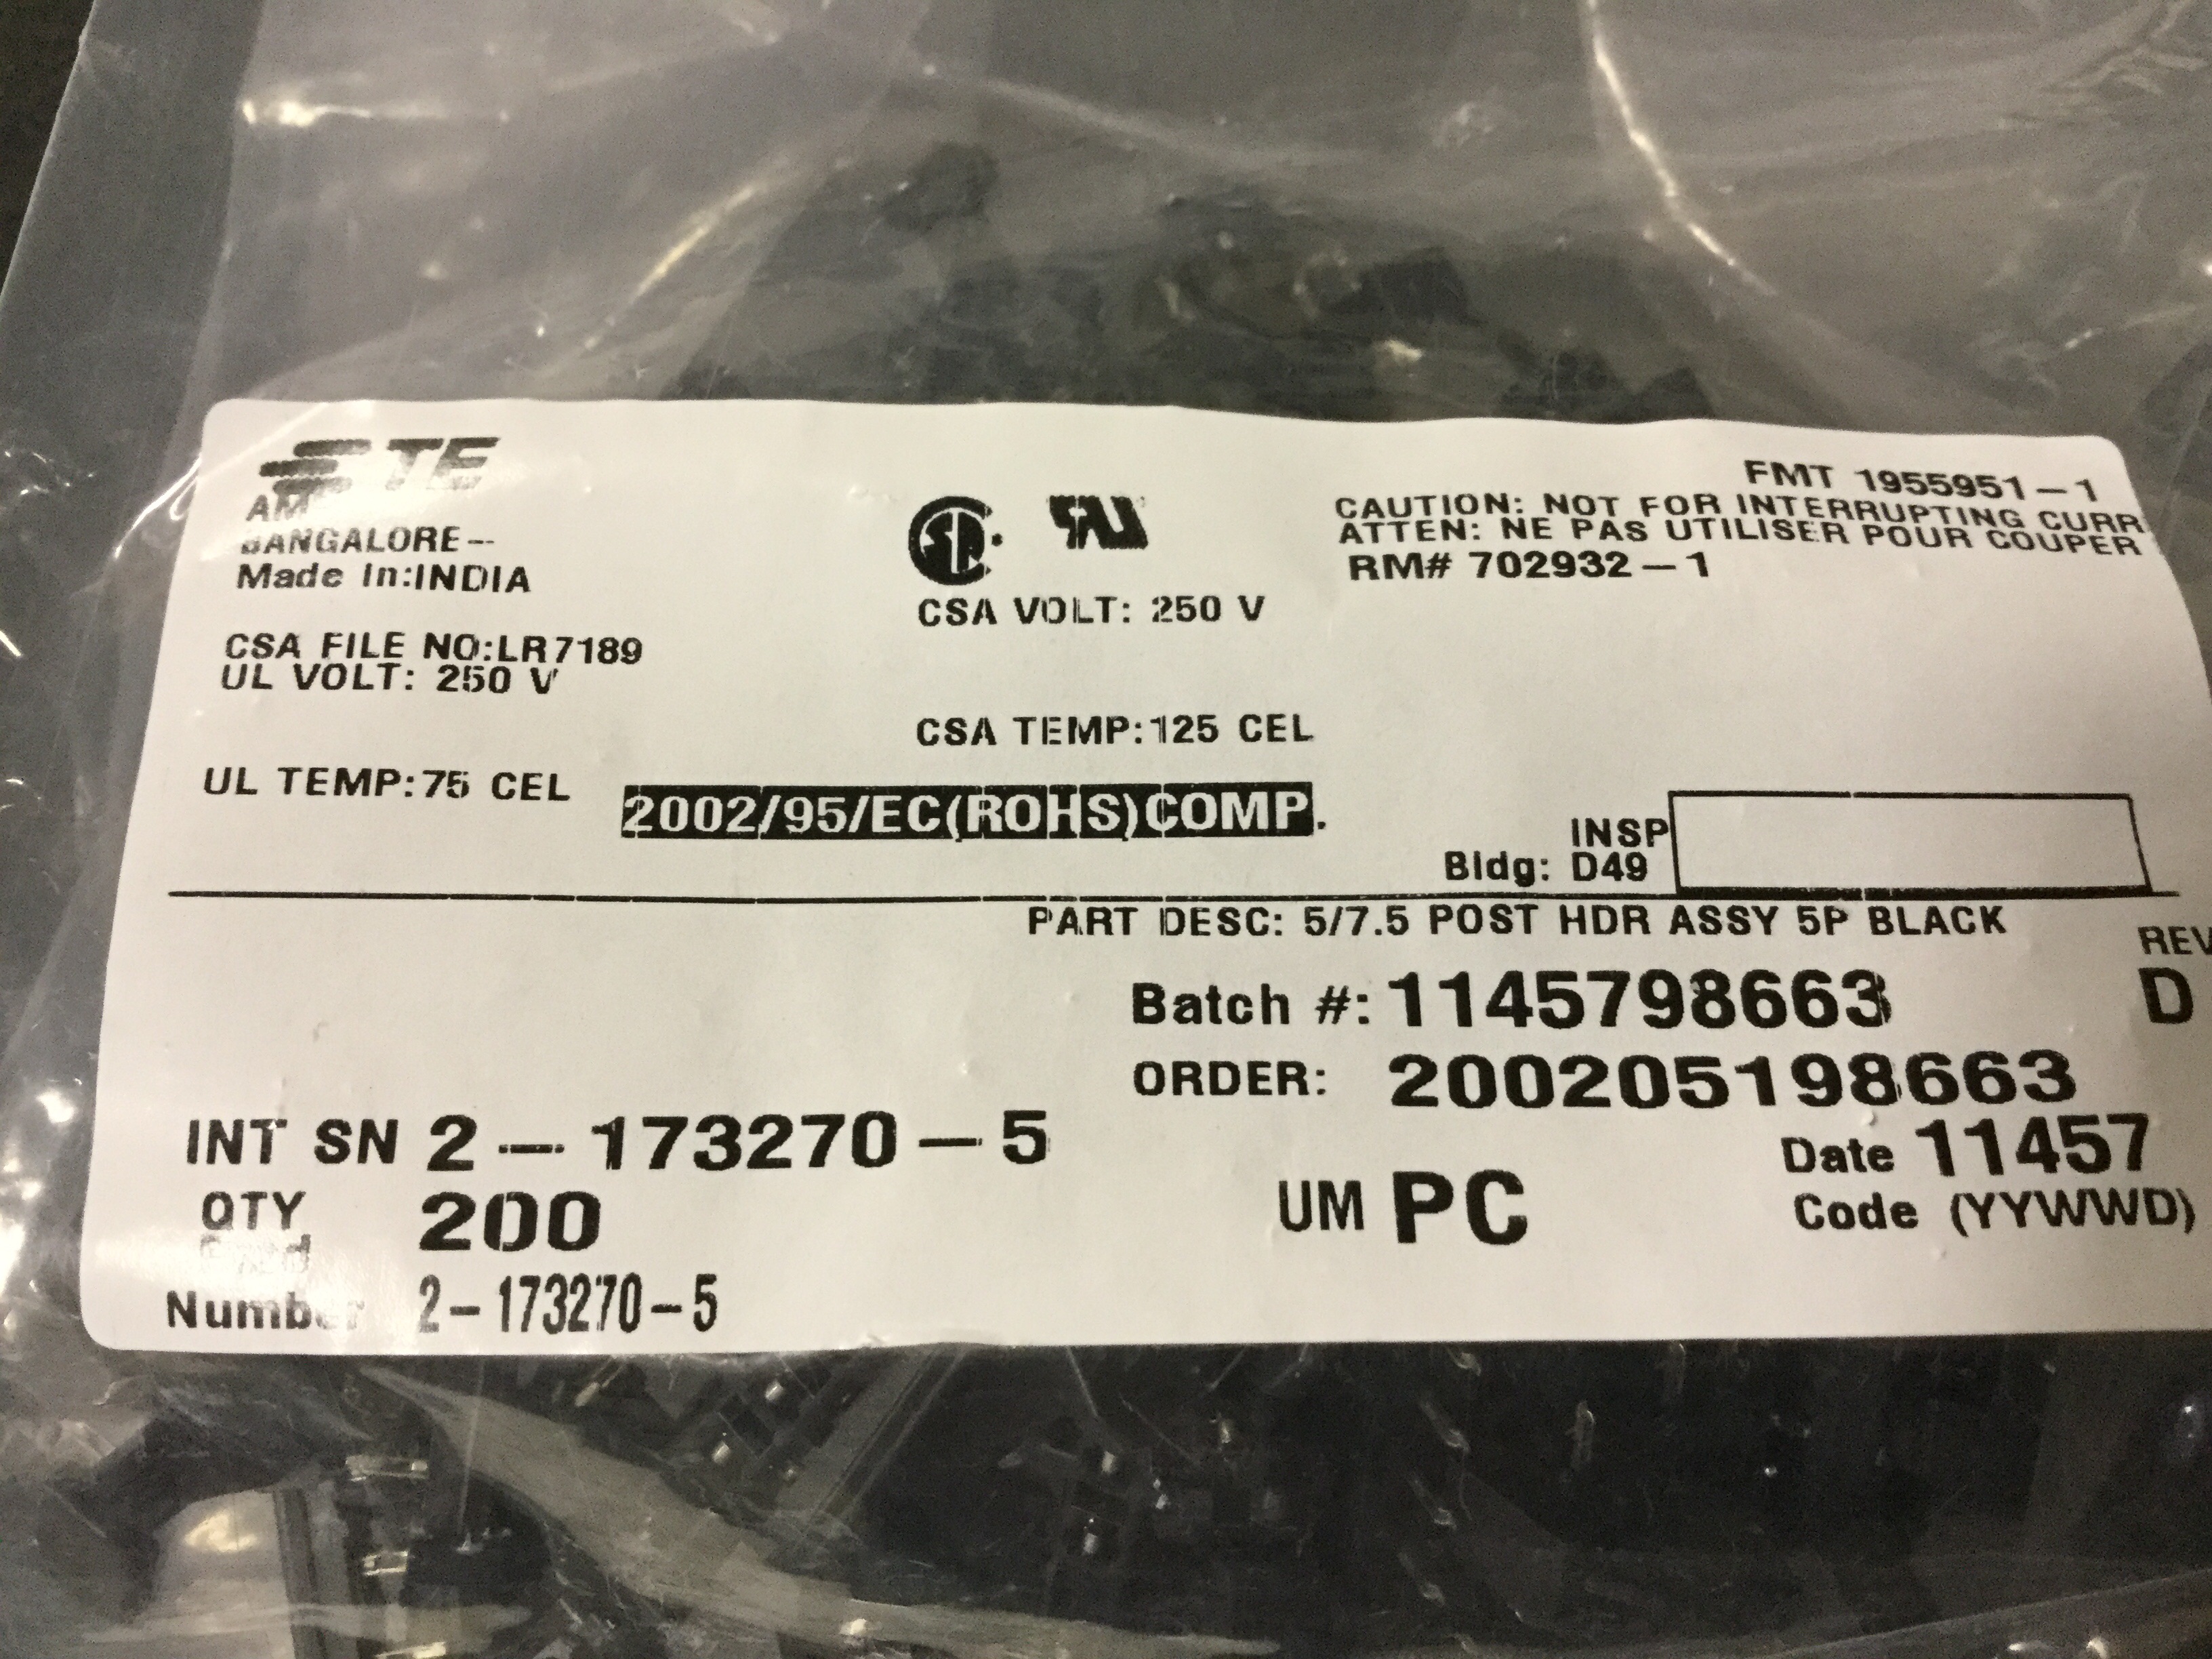 TE
FMT 1955951-1
AM
CAUTION: NOT FOR INTERRUPTING CURR
BANGALORE--
ATTEN: NE PAS UTILISER POUR COUPER
Made In:INDIA
RM# 702932-1
CSA VOLT: 250 V
CSA FILE NO:LR7189
UL VOLT: 250 V
CSA TEMP:125 CEL
UL TEMP:75 CEL
2002/95/EC(ROHS)COMP.
INSP
Bldg: D49
PART DESC: 5/7.5 POST HDR ASSY 5P BLACK
REV
Batch #: 1145798663
D
ORDER: 200205198663
INT SN 2-173270-5
Date 11457
QTY 200
UM PC
Code (YYWWD)
Number 2-173270-5